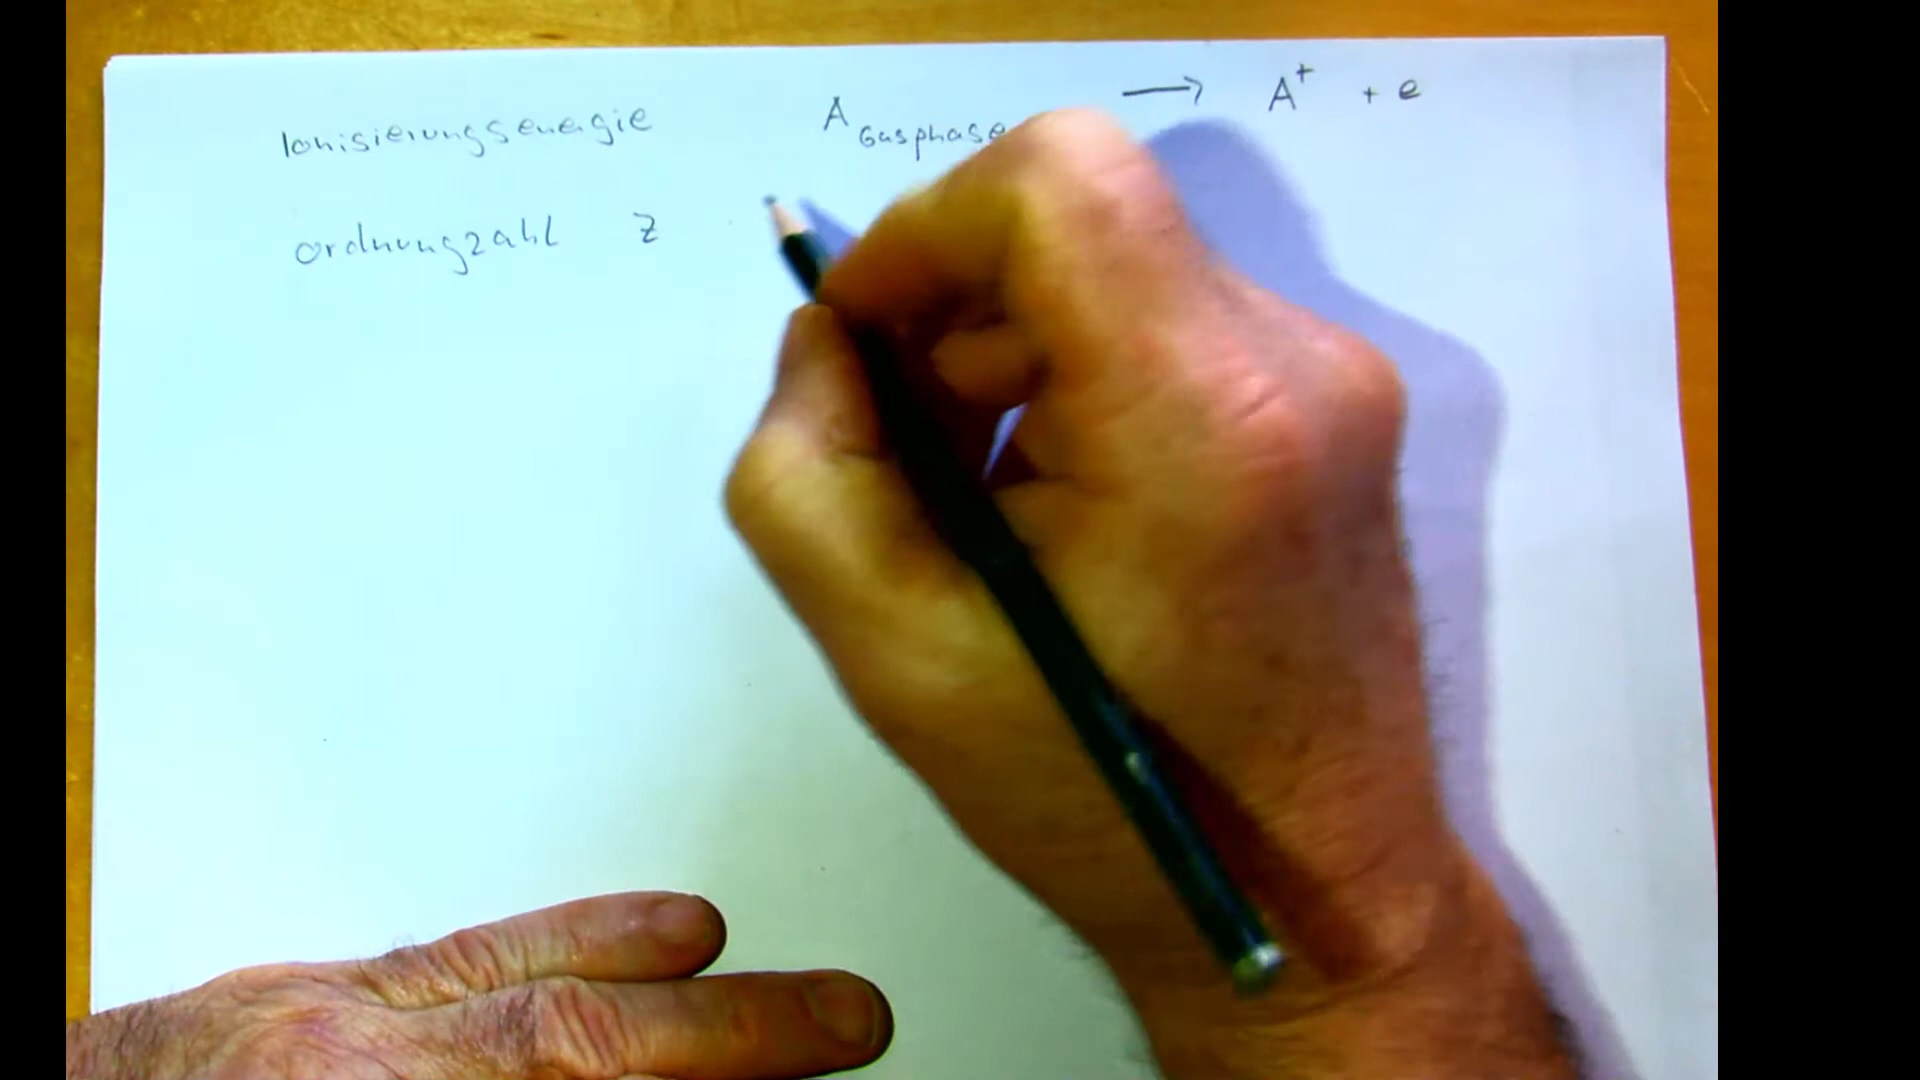 Ionisierungsenergie A Gasphase → A⁺ + e
ordnungzahl Z